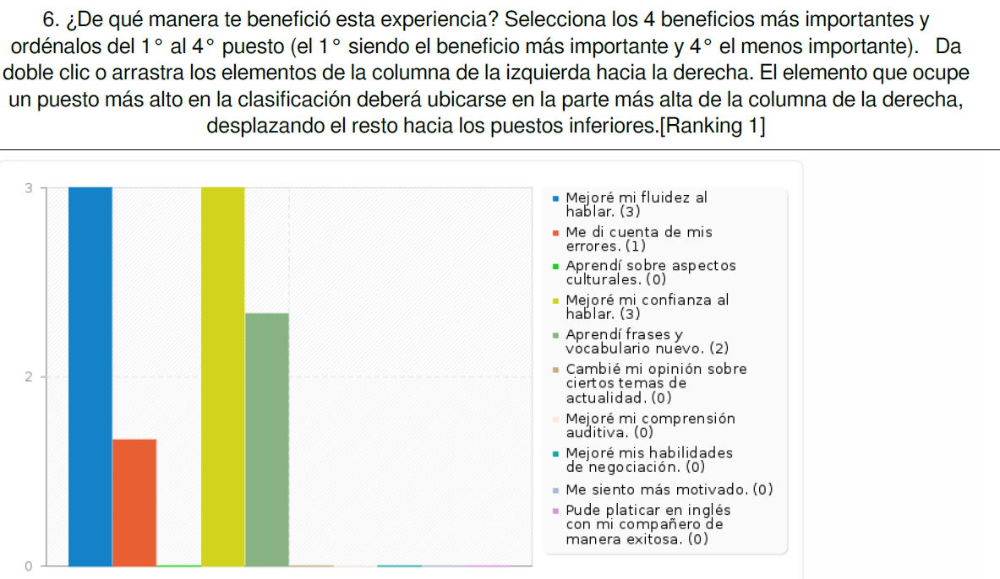 6. ¿De qué manera te benefició esta experiencia? Selecciona los 4 beneficios más importantes y
ordénalos del 1° al 4° puesto (el 1° siendo el beneficio más importante y 4° el menos importante). Da
doble clic o arrastra los elementos de la columna de la izquierda hacia la derecha. El elemento que ocupe
un puesto más alto en la clasificación deberá ubicarse en la parte más alta de la columna de la derecha,
desplazando el resto hacia los puestos inferiores.[Ranking 1]
3
2
0
Mejoré mi fluidez al
hablar. (3)
Me di cuenta de mis
errores. (1)
Aprendí sobre aspectos
culturales. (0)
Mejoré mi confianza al
hablar. (3)
Aprendí frases y
vocabulario nuevo. (2)
Cambié mi opinión sobre
ciertos temas de
actualidad. (0)
Mejoré mi comprensión
auditiva. (0)
Mejoré mis habilidades
de negociación. (0)
Me siento más motivado. (0)
Pude platicar en inglés
con mi compañero de
manera exitosa. (0)